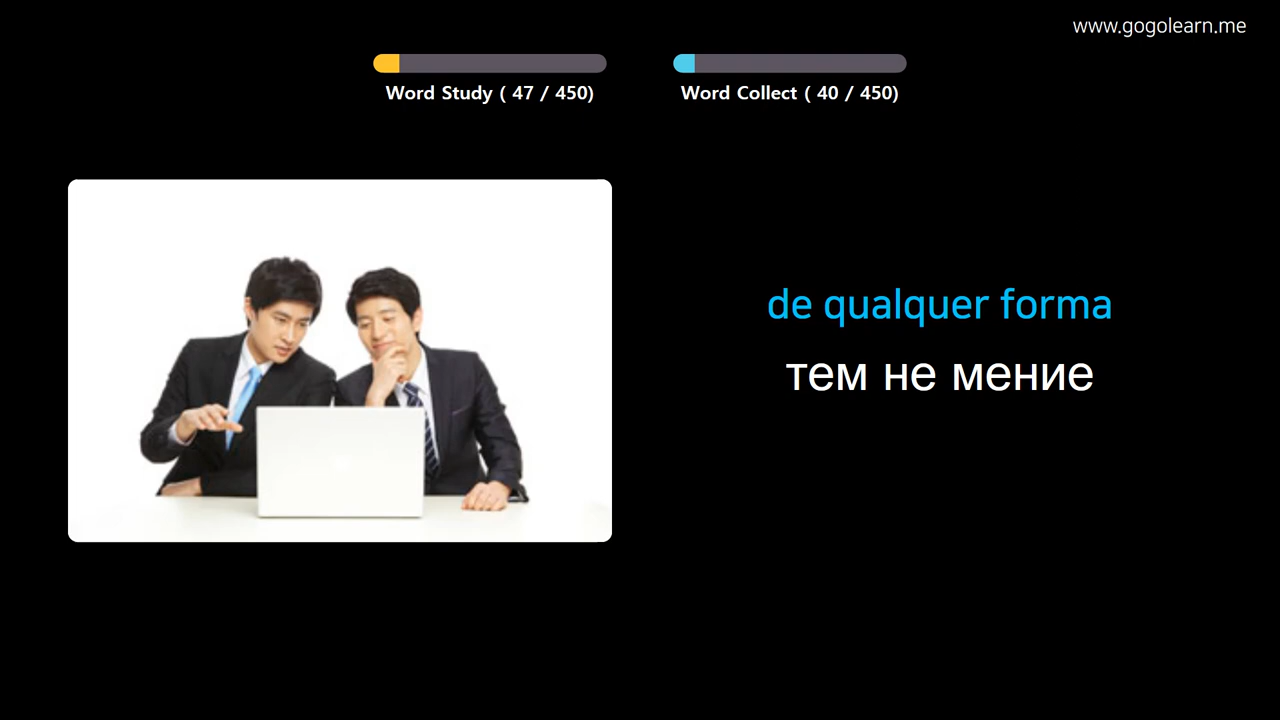 www.gogolearn.me
Word Study ( 47 / 450)
Word Collect ( 40 / 450)
de qualquer forma
тем не мение